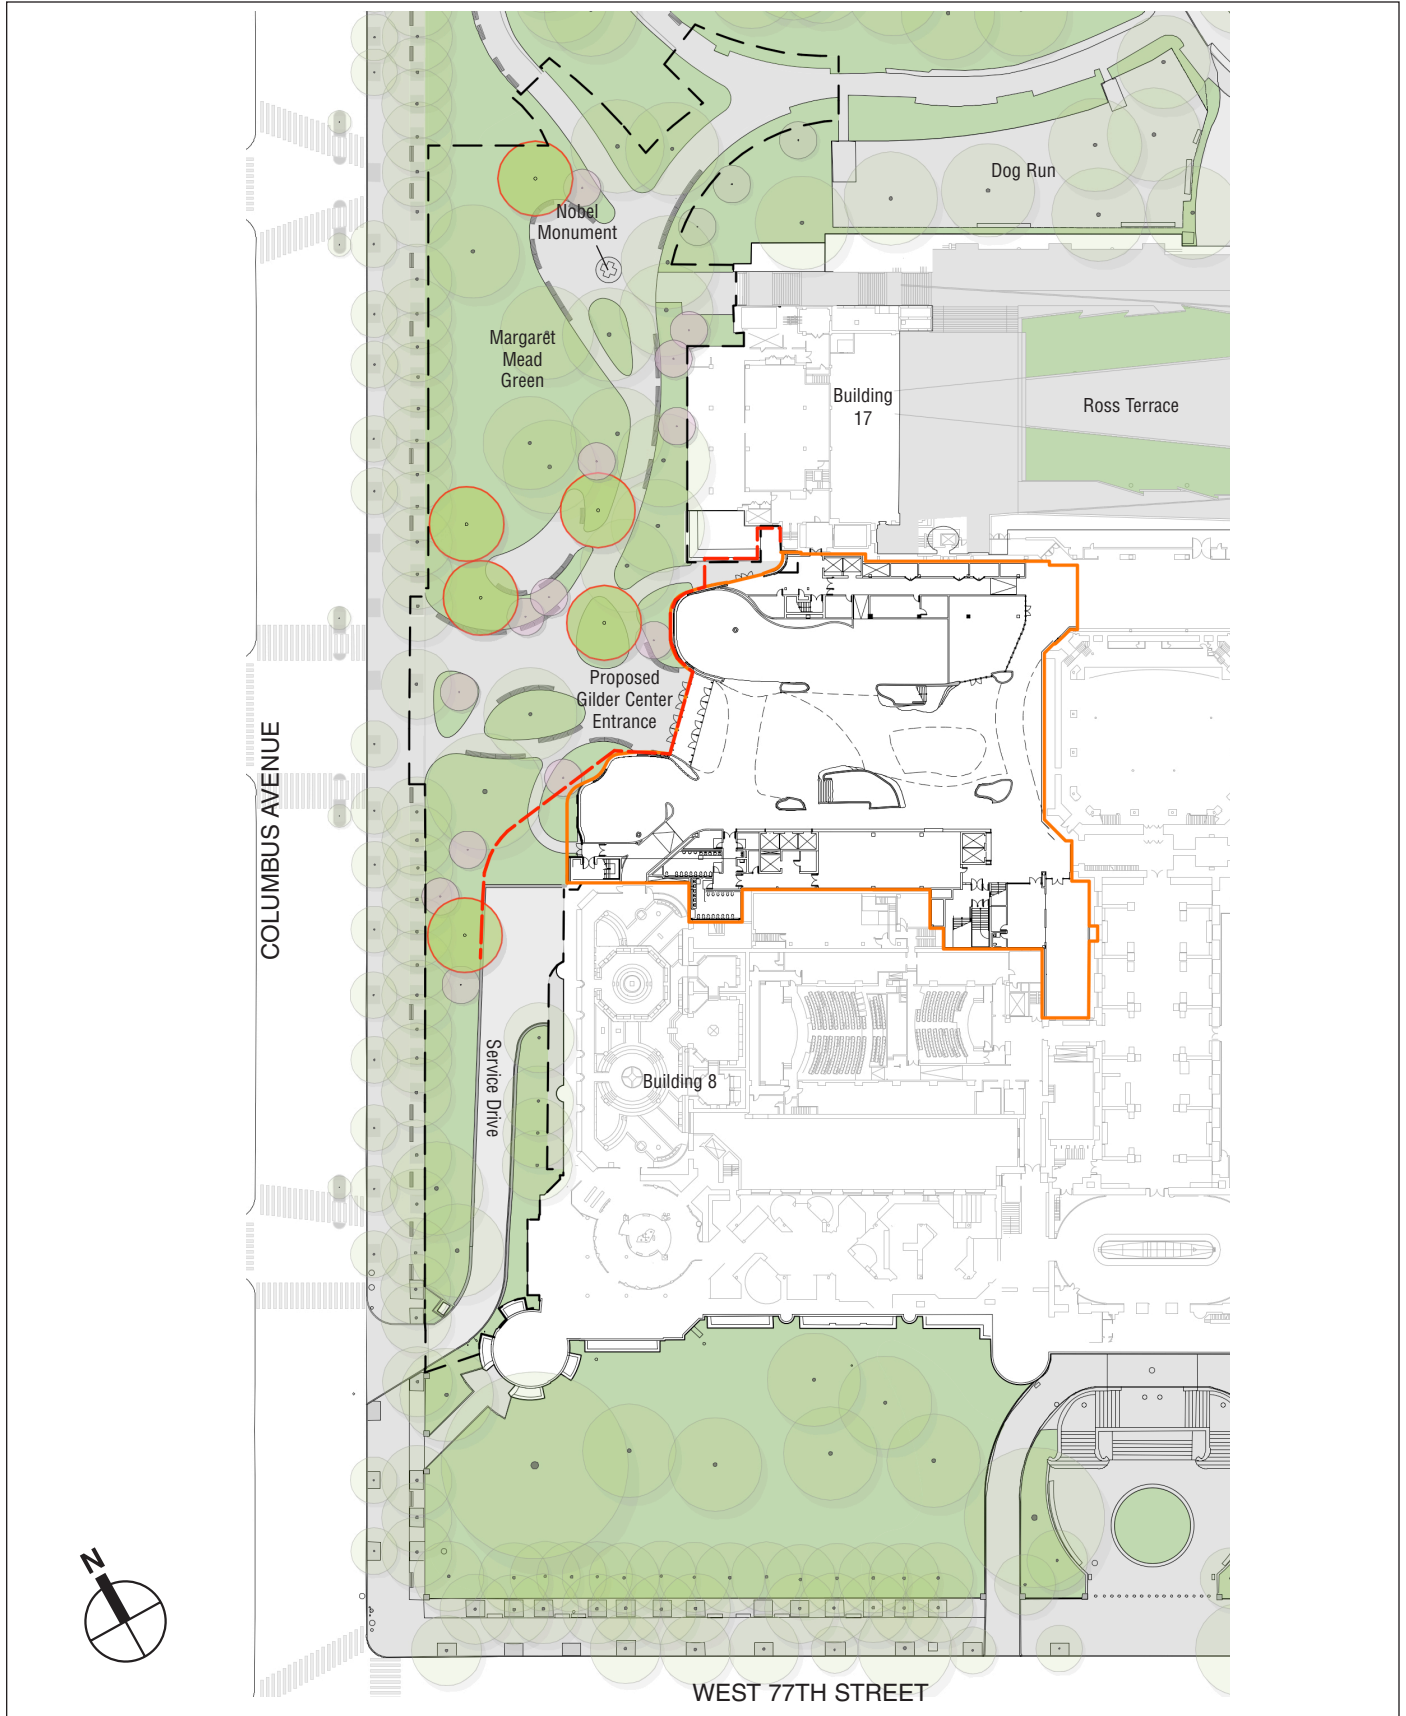 Dog Run
Nobel
Monument
Margaret
Mead
Green
Building
17
Ross Terrace
Proposed
Gilder Center
Entrance
COLUMBUS AVENUE
Service Drive
Building 8
N
WEST 77TH STREET